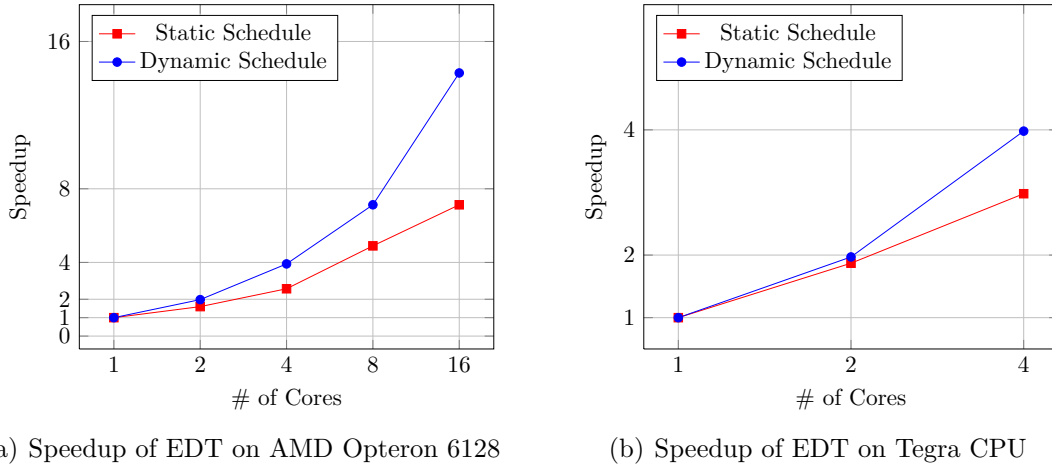 Static Schedule
Dynamic Schedule
16
8
4
2
1
0
Speedup
1 2 4 8 16
# of Cores
a) Speedup of EDT on AMD Opteron 6128
Static Schedule
Dynamic Schedule
4
2
1
Speedup
1 2 4
# of Cores
(b) Speedup of EDT on Tegra CPU